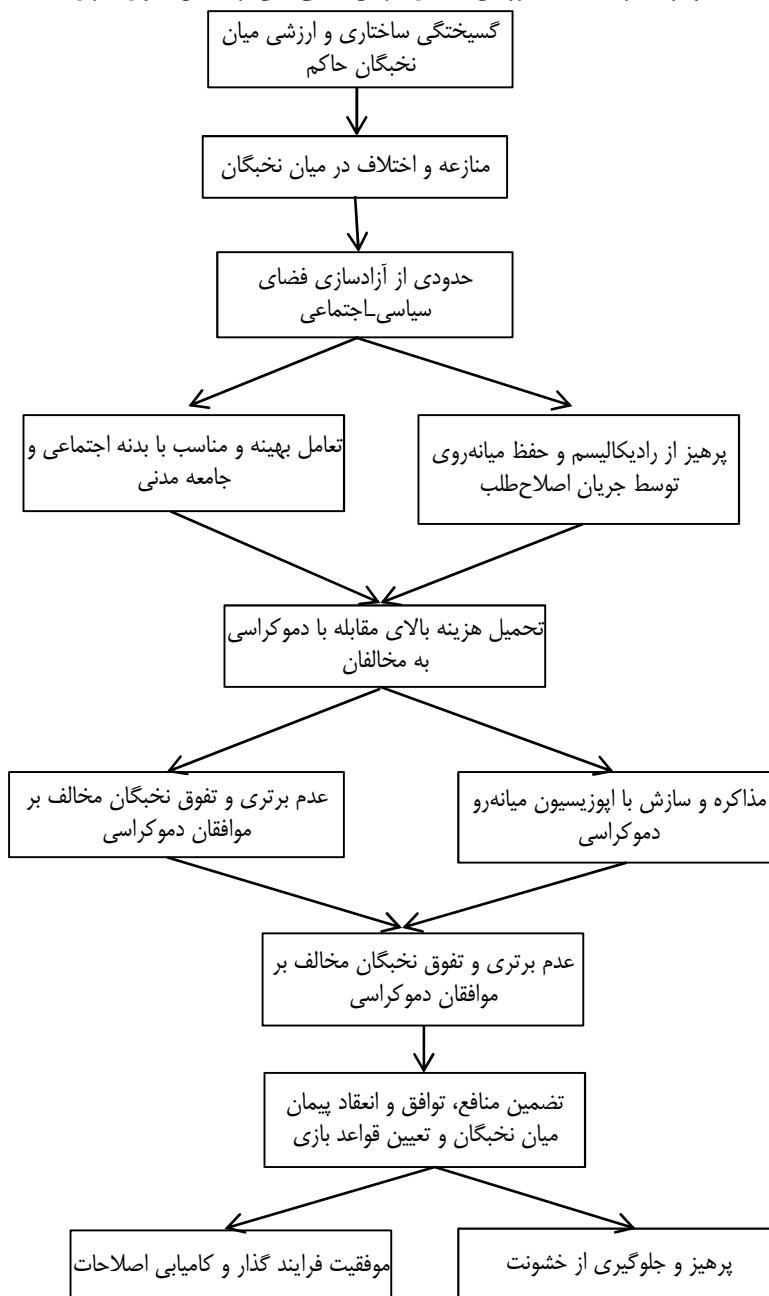 گسیختگی ساختاری و ارزشی میان
نخبگان حاکم
منازعه و اختلاف در میان نخبگان
حدودی از آزادسازی فضای
سیاسی‌ـ‌اجتماعی
پرهیز از رادیکالیسم و حفظ میانه‌روی
توسط جریان اصلاح‌طلب
تعامل بهینه و مناسب با بدنه اجتماعی و
جامعه مدنی
تحمیل هزینه بالای مقابله با دموکراسی
به مخالفان
مذاکره و سازش با اپوزیسیون میانه‌رو
دموکراسی
عدم برتری و تفوق نخبگان مخالف بر
موافقان دموکراسی
عدم برتری و تفوق نخبگان مخالف بر
موافقان دموکراسی
تضمین منافع، توافق و انعقاد پیمان
میان نخبگان و تعیین قواعد بازی
پرهیز و جلوگیری از خشونت
موفقیت فرایند گذار و کامیابی اصلاحات